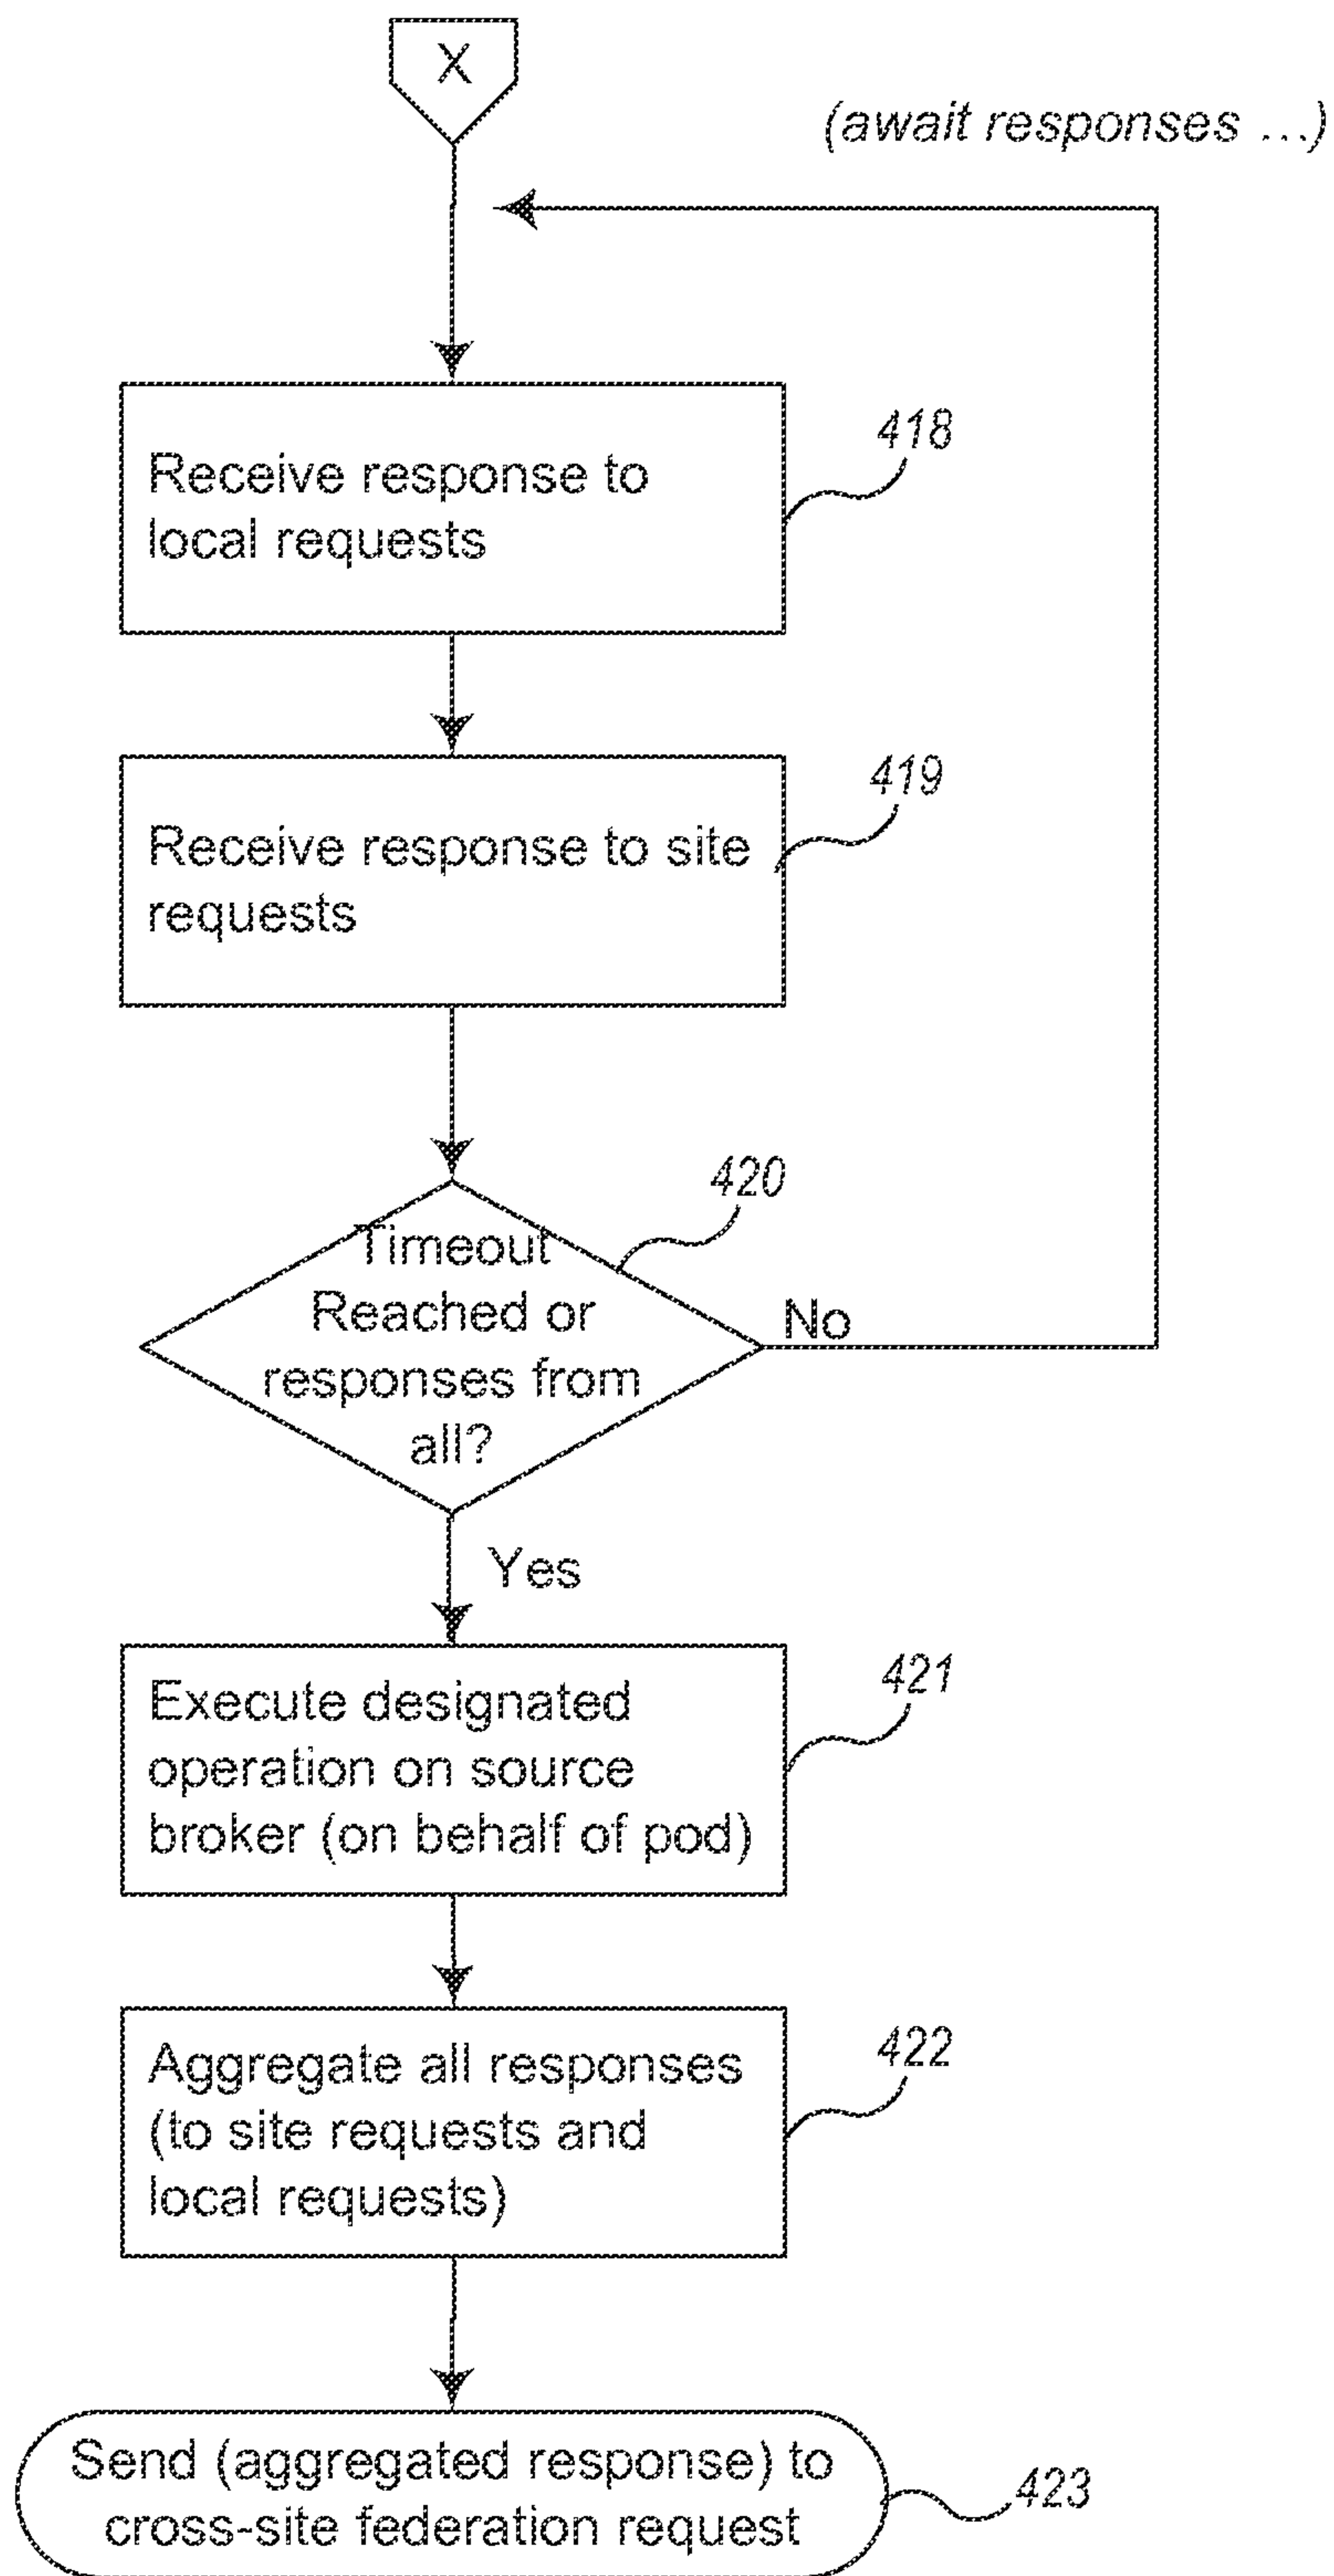 X
(await responses ...)
418
Receive response to
local requests
419
Receive response to site
requests
420
Timeout
Reached or
responses from
all?
No
Yes
421
Execute designated
operation on source
broker (on behalf of pod)
422
Aggregate all responses
(to site requests and
local requests)
Send (aggregated response) to
cross-site federation request
423